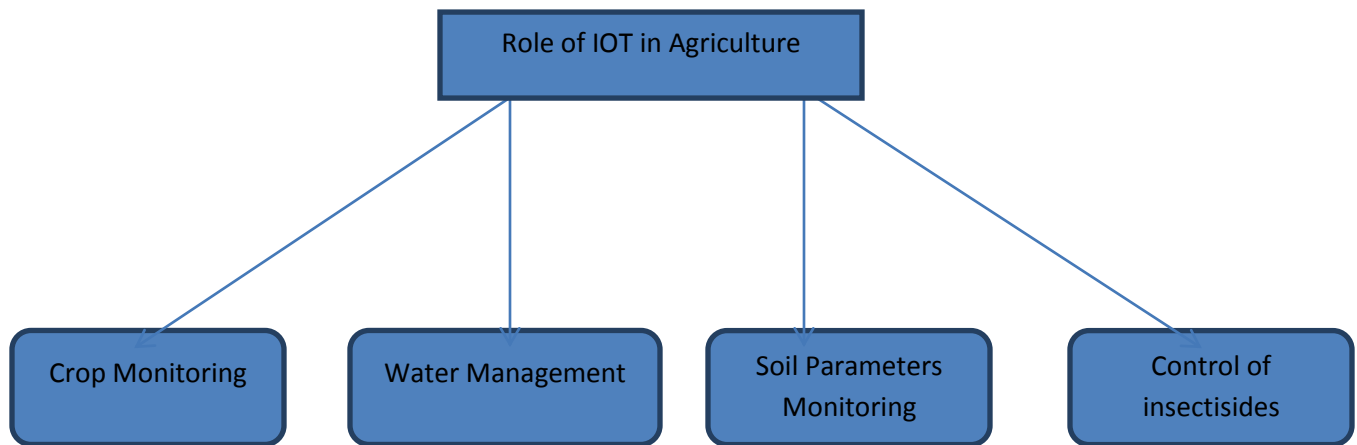 Role of IOT in Agriculture
Crop Monitoring
Water Management
Soil Parameters
Monitoring
Control of
insectisides